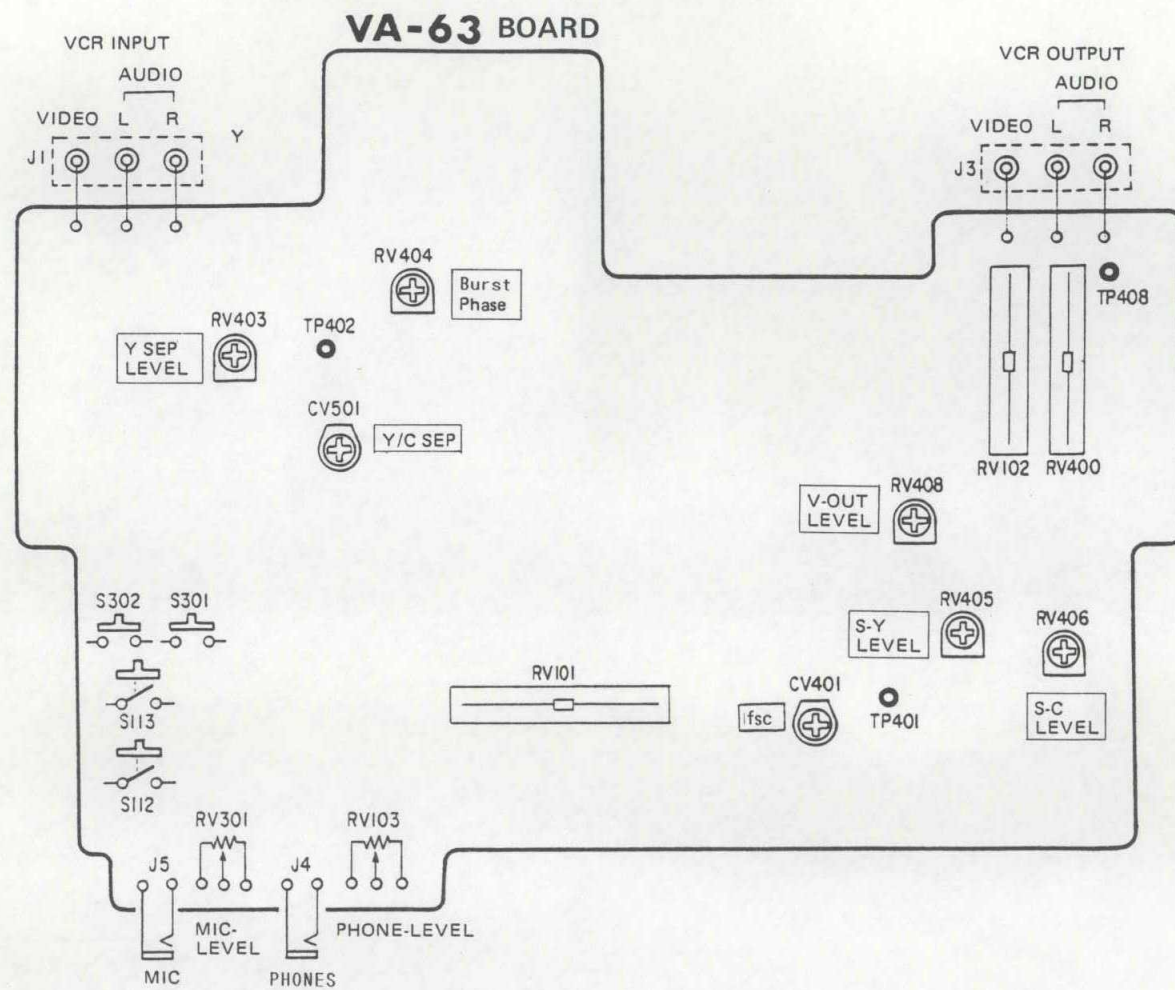 VA-63 BOARD
VCR INPUT
AUDIO
VIDEO L R
J1
Y
VCR OUTPUT
AUDIO
VIDEO L R
J3
RV404
Burst
Phase
TP408
RV403
Y SEP
LEVEL
TP402
CV501
Y/C SEP
RV102
RV400
RV408
V-OUT
LEVEL
S302
S301
RV405
S-Y
LEVEL
RV406
S-C
LEVEL
S113
RV101
CV401
ifsc
TP401
S112
RV301
RV103
J5
J4
MIC-
LEVEL
PHONE-LEVEL
MIC
PHONES